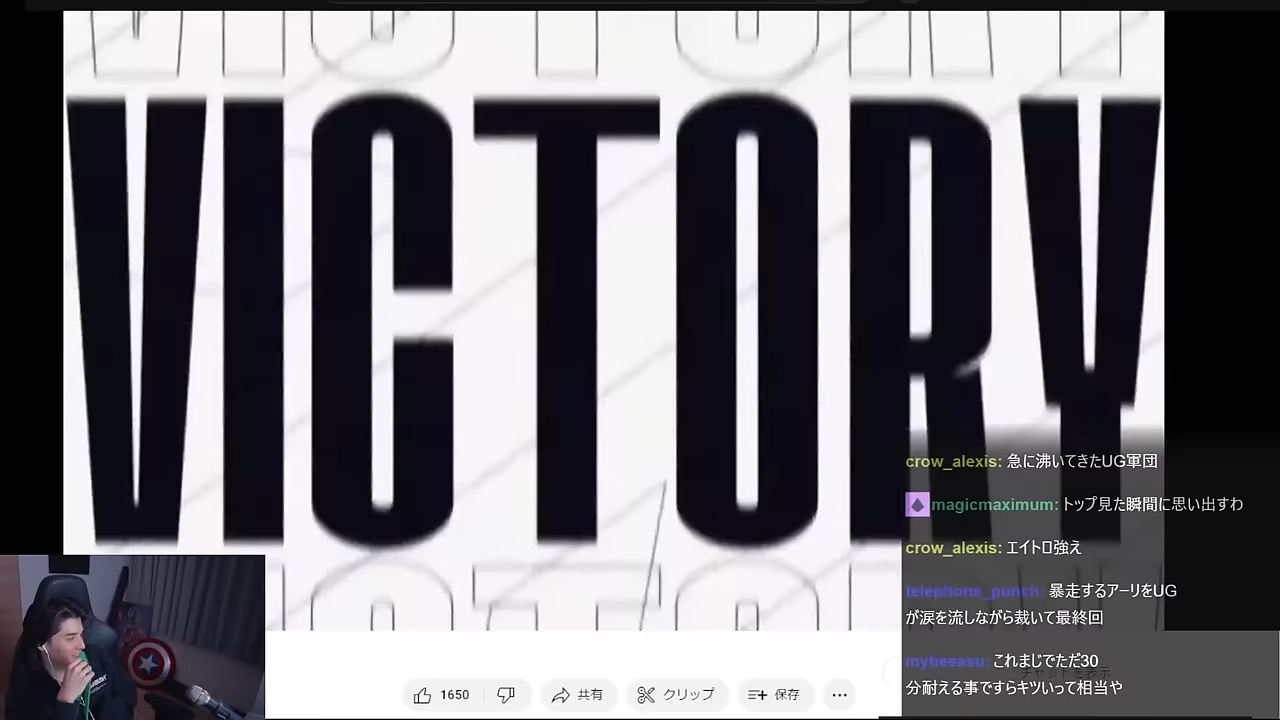 VICTORY
crow_alexis: 急に沸いてきたUG軍団
magicmaximum: トップ見た瞬間に思い出すわ
crow_alexis: エイトロ強え
telephone_punch: 暴走するアーリをUG
が涙を流しながら裁いて最終回
mybeeasu: これまじでただ30
分耐える事ですらキツいって相当や
1650 共有 クリップ 保存